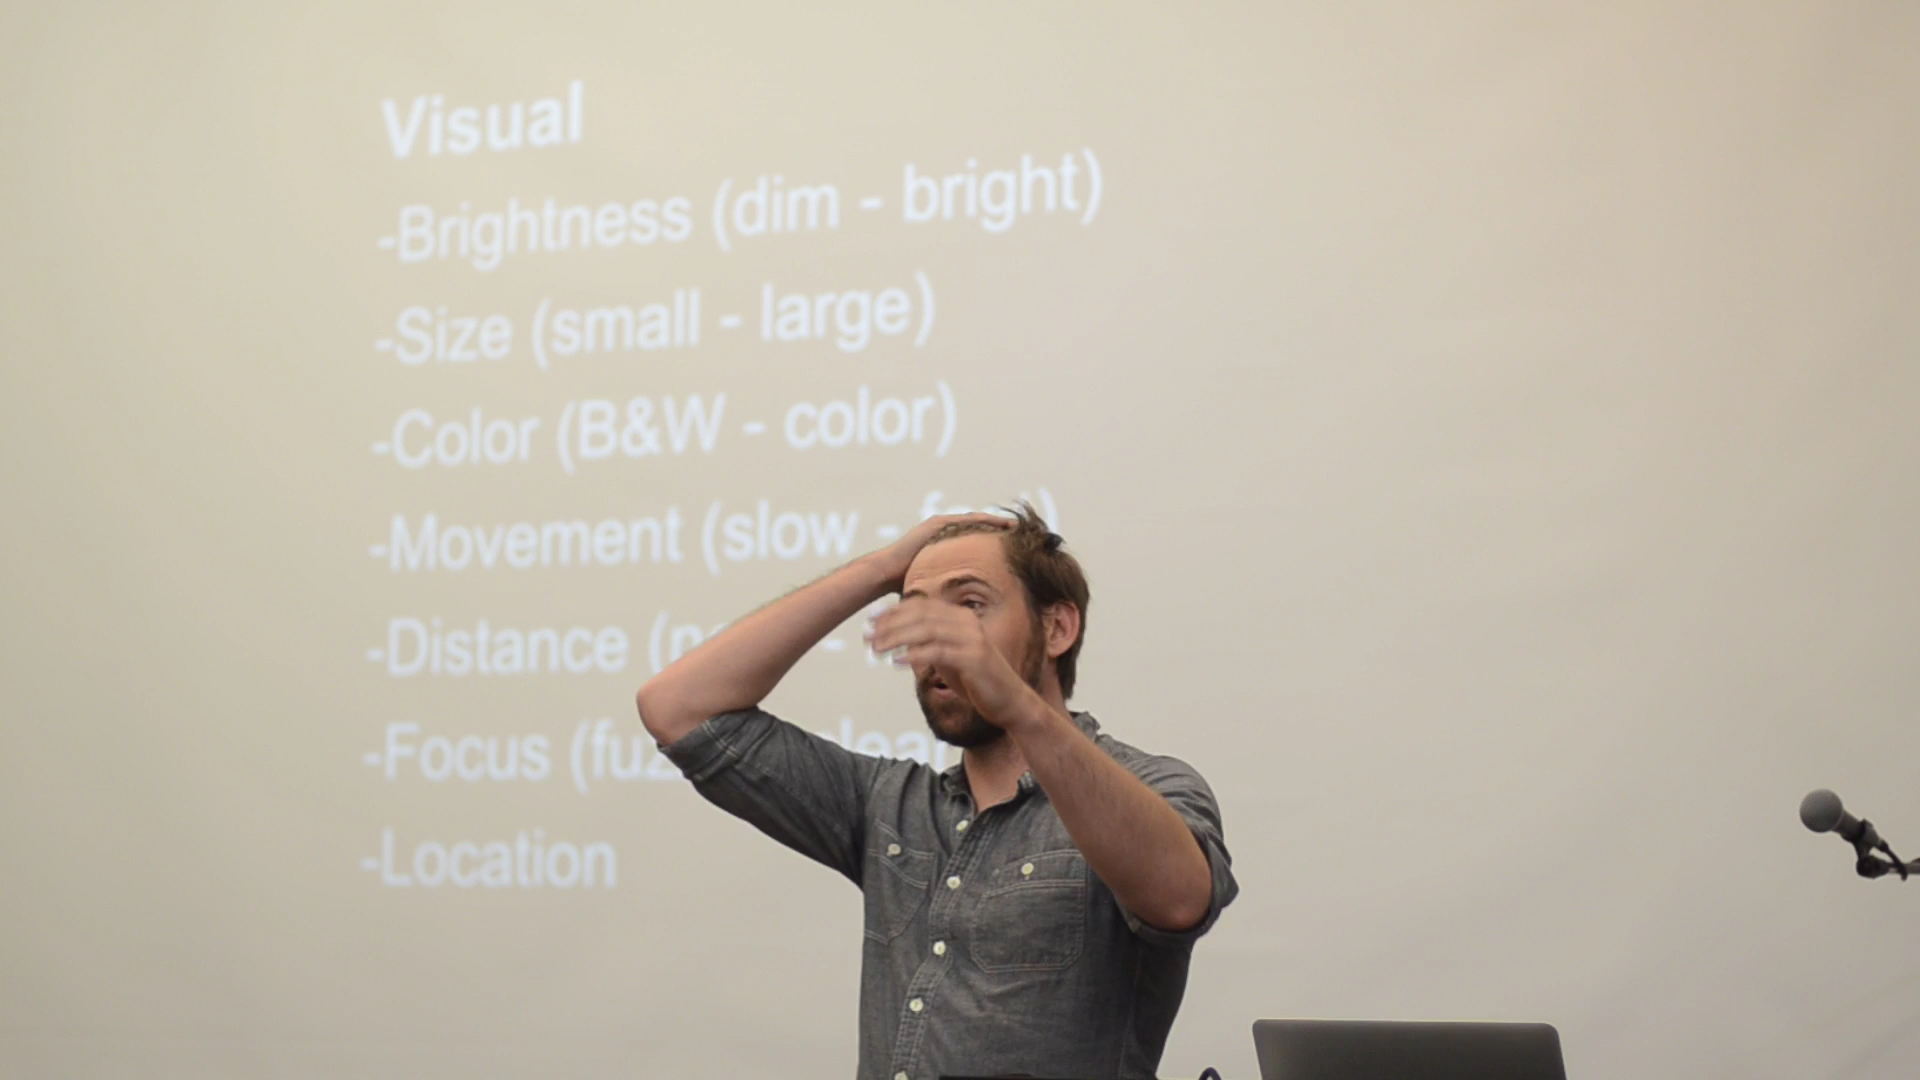 Visual
-Brightness (dim - bright)
-Size (small - large)
-Color (B&W - color)
-Movement (slow -
-Distance
-Focus
-Location